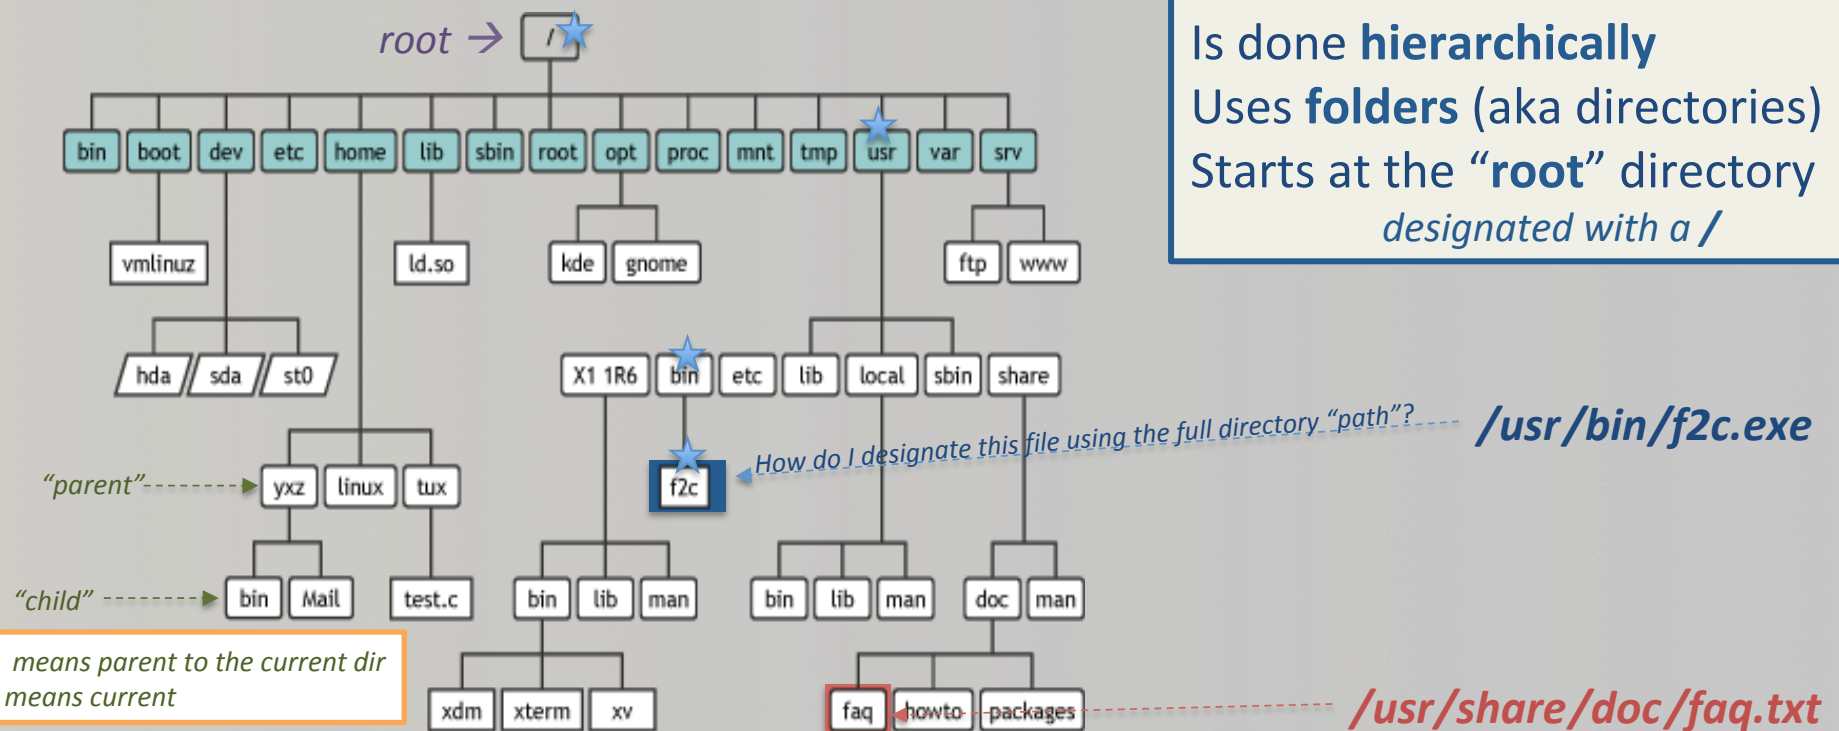 root →
/
Is done hierarchically
Uses folders (aka directories)
Starts at the “root” directory
designated with a /
bin boot dev etc home lib sbin root opt proc mnt tmp usr var srv
vmlinuz ld.so kde gnome ftp www
hda sda st0 X1 1R6 bin etc lib local sbin share
How do I designate this file using the full directory “path”?
/usr/bin/f2c.exe
“parent” yxz linux tux f2c
“child” bin Mail test.c bin lib man bin lib man doc man
means parent to the current dir
means current
xdm xterm xv faq howto packages
/usr/share/doc/faq.txt